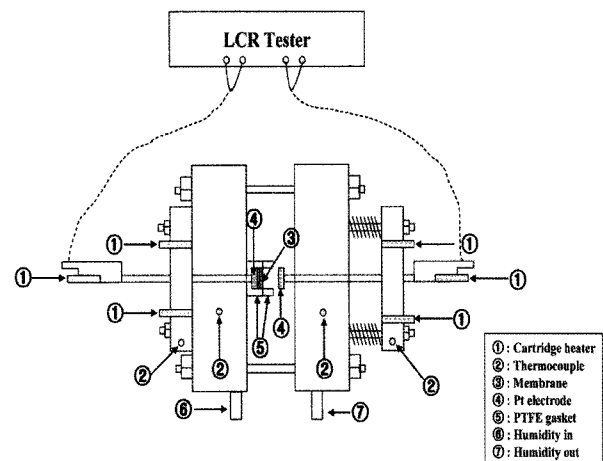 LCR Tester
④
③
①
①
①
①
①
①
②
②
⑤
④
②
②
⑥
⑦
① : Cartridge heater
② : Thermocouple
③ : Membrane
④ : Pt electrode
⑤ : PTFE gasket
⑥ : Humidity in
⑦ : Humidity out